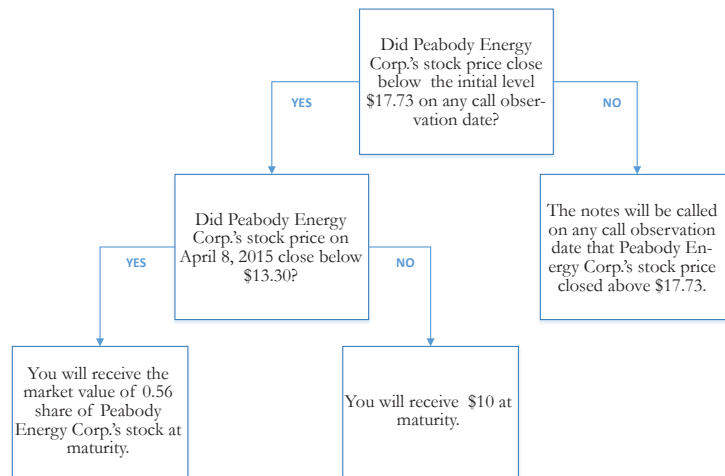 Did Peabody Energy
Corp.'s stock price close
below the initial level
$17.73 on any call obser-
vation date?
YES
NO
Did Peabody Energy
Corp.'s stock price on
April 8, 2015 close below
$13.30?
The notes will be called
on any call observation
date that Peabody En-
ergy Corp.'s stock price
closed above $17.73.
YES
NO
You will receive the
market value of 0.56
share of Peabody
Energy Corp.'s stock at
maturity.
You will receive $10 at
maturity.